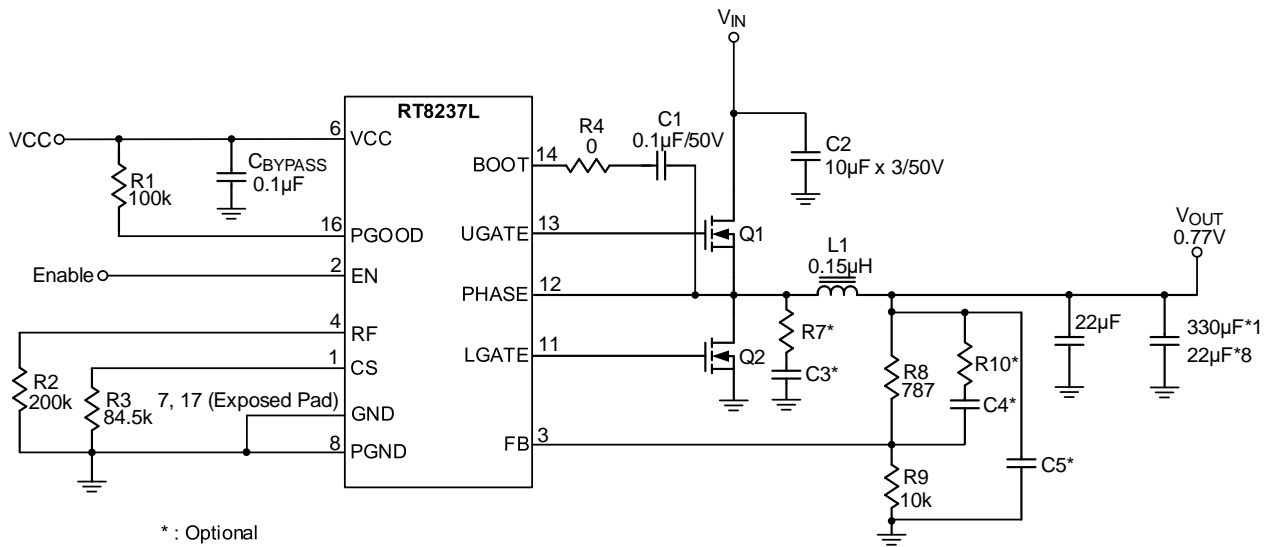 V_IN
RT8237L
VCC
6
VCC
R4
0
C1
0.1µF/50V
C2
10µF x 3/50V
C_BYPASS
0.1µF
R1
100k
BOOT
14
16
PGOOD
UGATE
13
Q1
V_OUT
0.77V
Enable
2
EN
L1
0.15µH
PHASE
12
4
RF
R7*
22µF
330µF*1
22µF*8
1
CS
LGATE
11
Q2
C3*
R8
787
R10*
C4*
R2
200k
R3
84.5k
7, 17 (Exposed Pad)
GND
8
PGND
FB
3
C5*
R9
10k
* : Optional